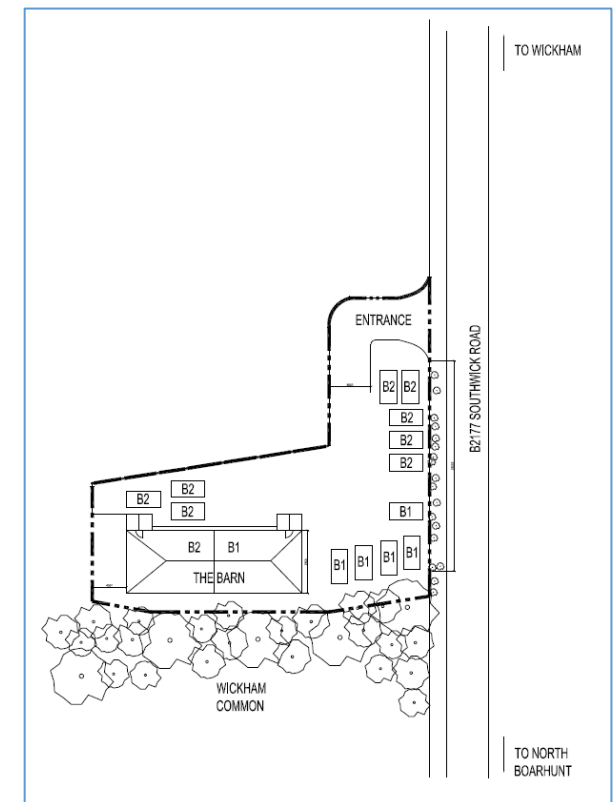 TO WICKHAM
ENTRANCE
B2177 SOUTHWICK ROAD
B2 B2
B2
B2
B2
B2
B2
B2
B1
B2 B1
B1
B1
B1
B1
THE BARN
WICKHAM
COMMON
TO NORTH
BOARHUNT